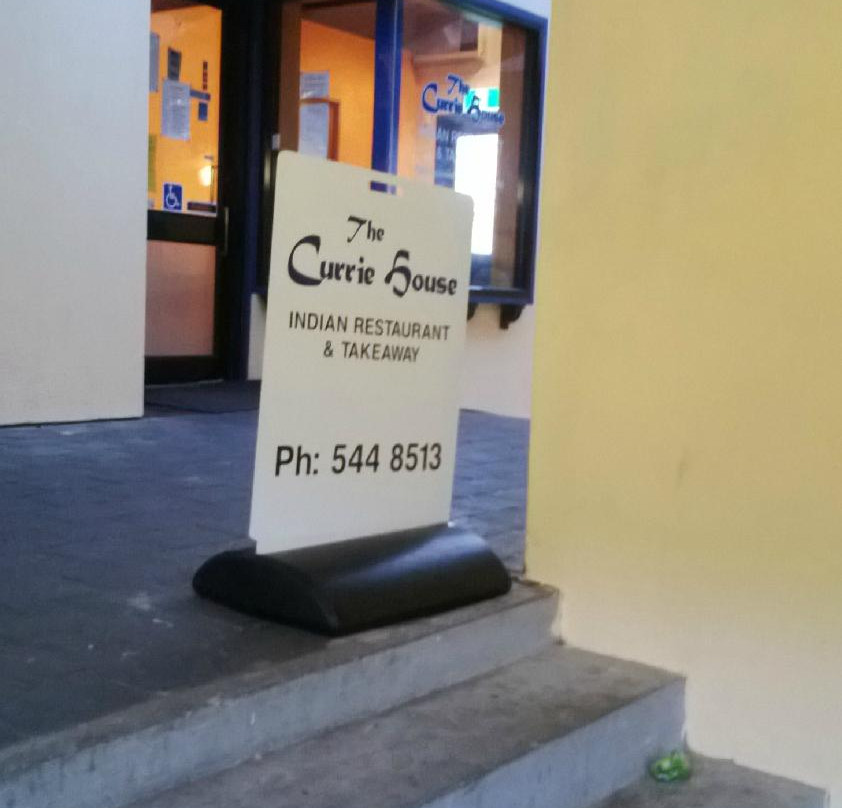 The
Currie House
The
Currie House
INDIAN RESTAURANT
& TAKEAWAY
Ph: 544 8513